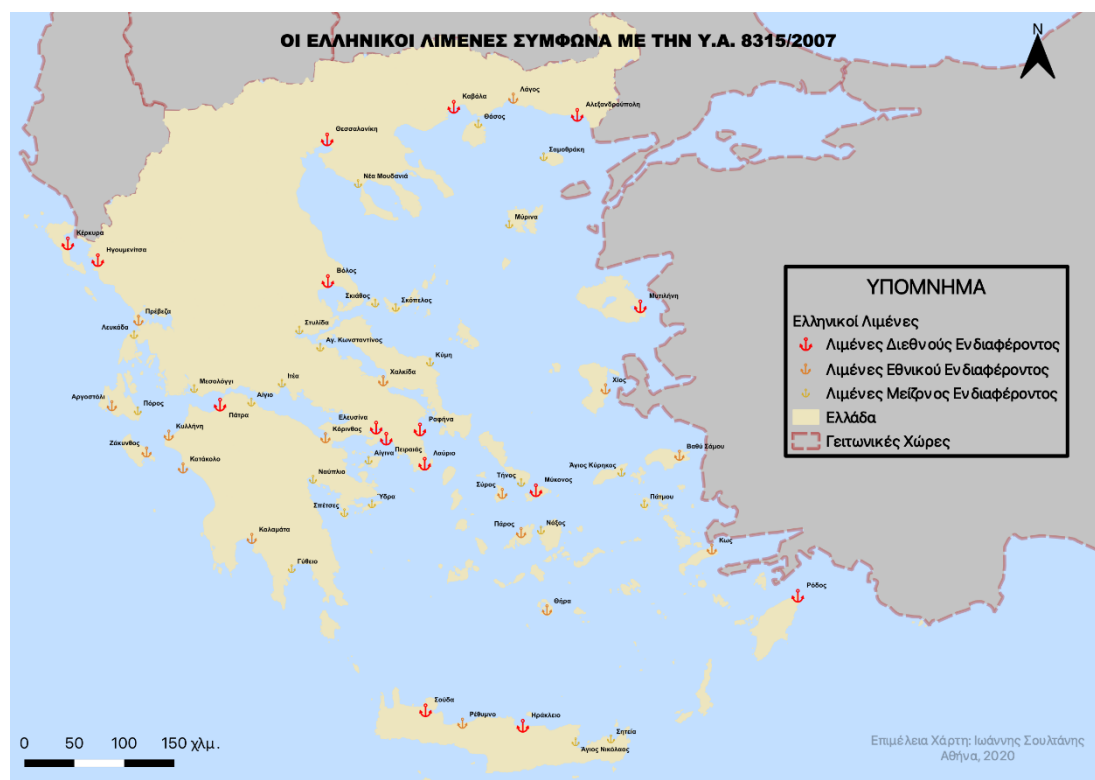 ΟΙ ΕΛΛΗΝΙΚΟΙ ΛΙΜΕΝΕΣ ΣΥΜΦΩΝΑ ΜΕ ΤΗΝ Υ.Α. 8315/2007
N
Λάγος
Καβάλα
Αλεξανδρούπολη
Θάσος
Θεσσαλονίκη
Σαμοθράκη
Νέα Μουδανιά
Μύρινα
Κέρκυρα
Ηγουμενίτσα
Βόλος
Σκιάθος
Σκόπελος
Μυτιλήνη
Πρέβεζα
Λευκάδα
Στυλίδα
Αγ. Κωνσταντίνος
Κύμη
Χαλκίδα
Χίος
Ιτέα
Μεσολόγγι
Αίγιο
Αργοστόλι
Πόρος
Πάτρα
Ελευσίνα
Ραφήνα
Κυλλήνη
Κόρινθος
Πειραιάς
Ζάκυνθος
Αίγινα
Λαύριο
Βαθύ Σάμου
Κατάκολο
Άγιος Κήρυκος
Ναύπλιο
Τήνος
Μύκονος
Σύρος
Ύδρα
Πάτμου
Σπέτσες
Πάρος
Νάξος
Καλαμάτα
Κως
Γύθειο
Ρόδος
Θήρα
Σούδα
Ρέθυμνο
Ηράκλειο
Σητεία
Άγιος Νικόλαος
ΥΠΟΜΝΗΜΑ
Ελληνικοί Λιμένες
Λιμένες Διεθνούς Ενδιαφέροντος
Λιμένες Εθνικού Ενδιαφέροντος
Λιμένες Μείζονος Ενδιαφέροντος
Ελλάδα
Γειτωνικές Χώρες
0 50 100 150 χλμ.
Επιμέλεια Χάρτη: Ιωάννης Σουλτάνης
Αθήνα, 2020